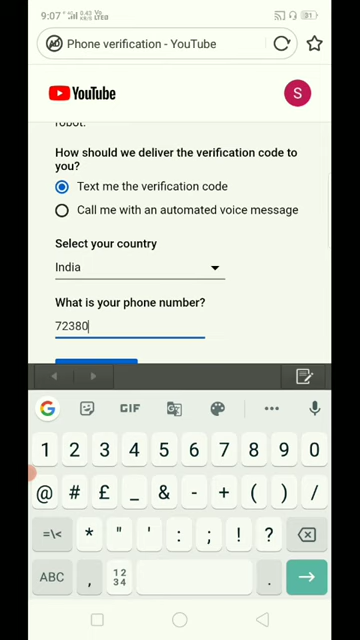 9:07 31
Phone verification - YouTube
YouTube S
robot.
How should we deliver the verification code to
you?
Text me the verification code
Call me with an automated voice message
Select your country
India
What is your phone number?
72380
G GIF
1 2 3 4 5 6 7 8 9 0
@ # £ _ & - + ( ) /
=\< * " ' : ; ! ?
ABC , 12 .
34